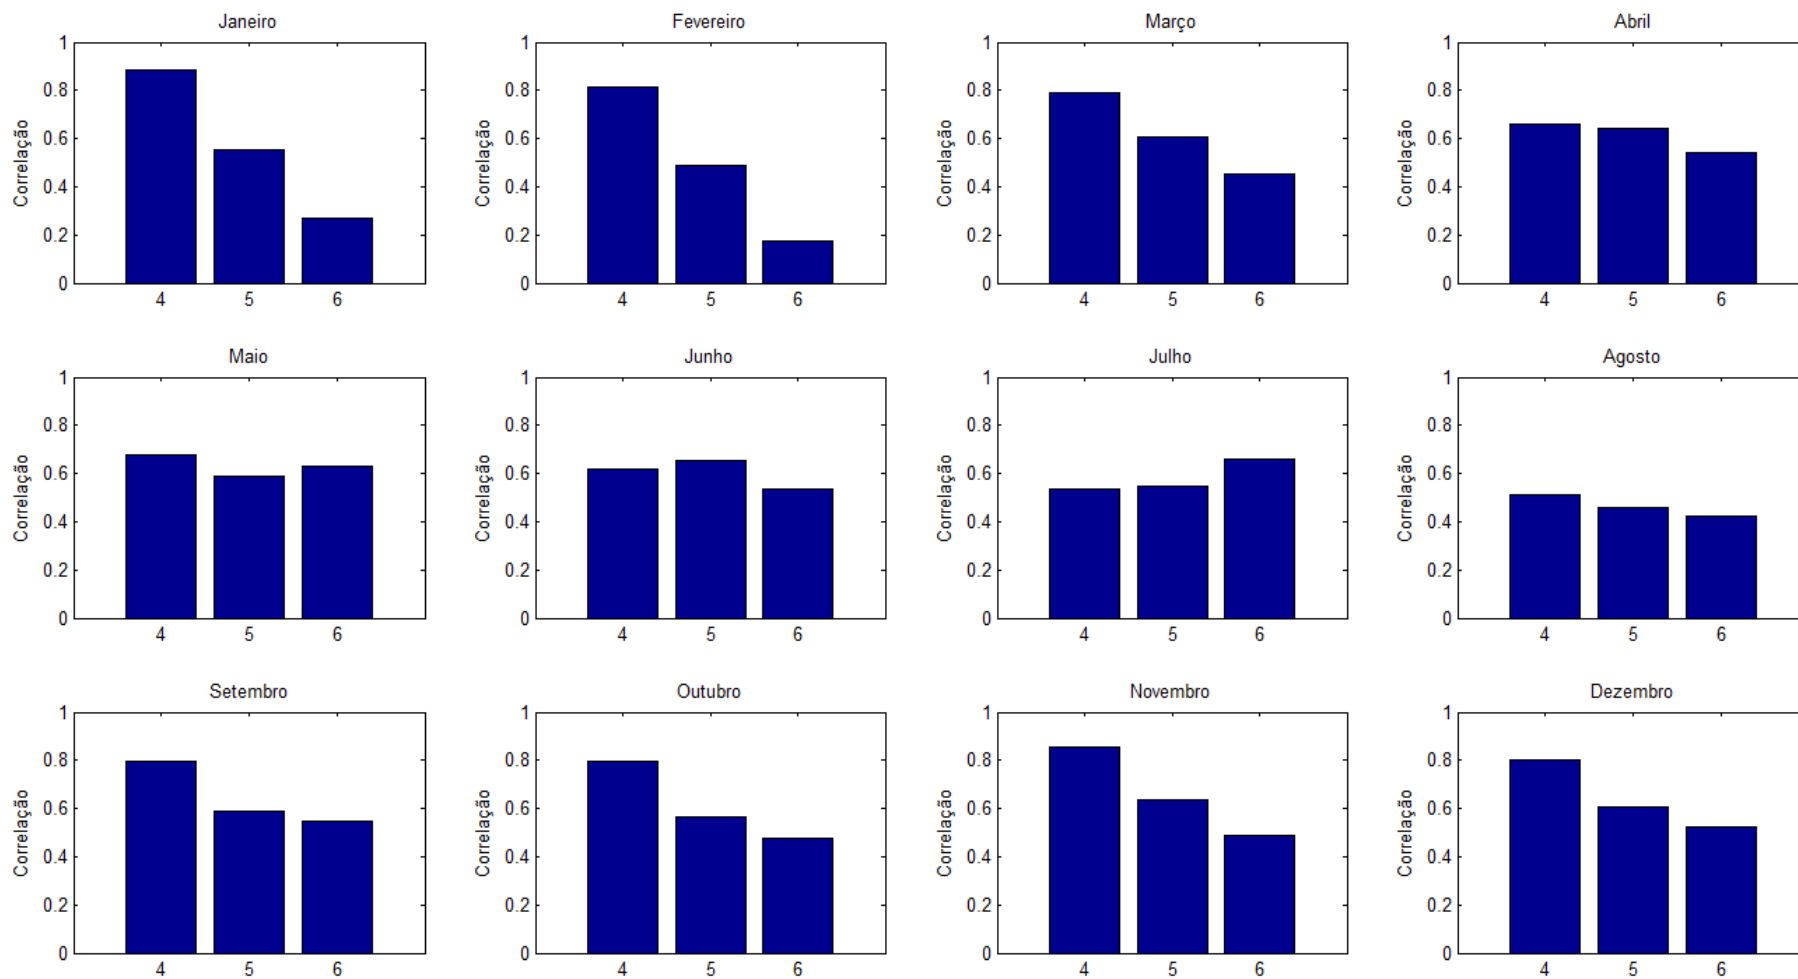 Janeiro
Fevereiro
Março
Abril
1
0.8
0.6
0.4
0.2
0
Correlação
4 5 6
1
0.8
0.6
0.4
0.2
0
Correlação
4 5 6
1
0.8
0.6
0.4
0.2
0
Correlação
4 5 6
1
0.8
0.6
0.4
0.2
0
Correlação
4 5 6
Maio
Junho
Julho
Agosto
1
0.8
0.6
0.4
0.2
0
Correlação
4 5 6
1
0.8
0.6
0.4
0.2
0
Correlação
4 5 6
1
0.8
0.6
0.4
0.2
0
Correlação
4 5 6
1
0.8
0.6
0.4
0.2
0
Correlação
4 5 6
Setembro
Outubro
Novembro
Dezembro
1
0.8
0.6
0.4
0.2
0
Correlação
4 5 6
1
0.8
0.6
0.4
0.2
0
Correlação
4 5 6
1
0.8
0.6
0.4
0.2
0
Correlação
4 5 6
1
0.8
0.6
0.4
0.2
0
Correlação
4 5 6